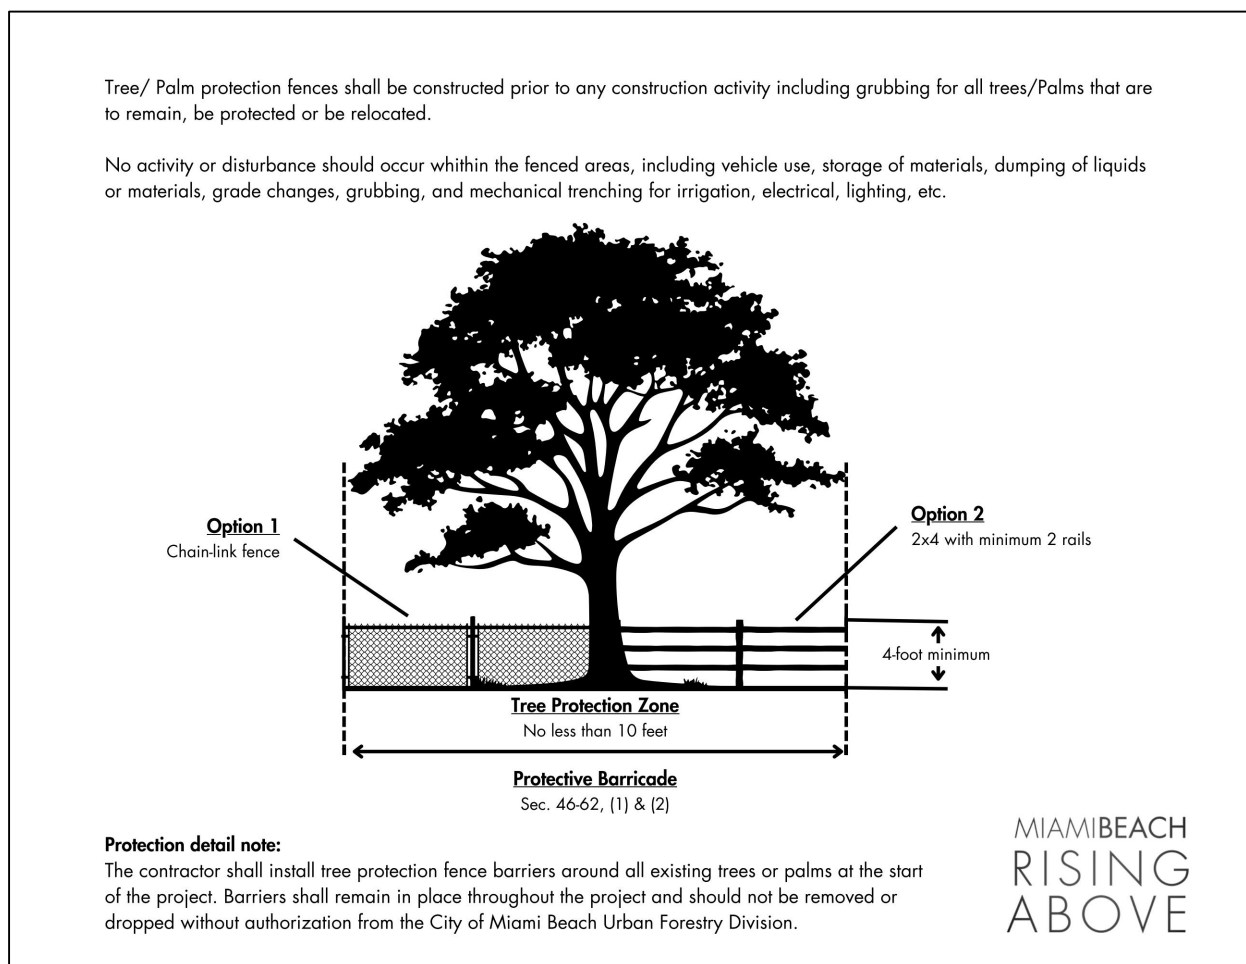 Tree/ Palm protection fences shall be constructed prior to any construction activity including grubbing for all trees/Palms that are
to remain, be protected or be relocated.
No activity or disturbance should occur whithin the fenced areas, including vehicle use, storage of materials, dumping of liquids
or materials, grade changes, grubbing, and mechanical trenching for irrigation, electrical, lighting, etc.
Option 1
Chain-link fence
Option 2
2x4 with minimum 2 rails
4-foot minimum
Tree Protection Zone
No less than 10 feet
Protective Barricade
Sec. 46-62, (1) & (2)
Protection detail note:
The contractor shall install tree protection fence barriers around all existing trees or palms at the start
of the project. Barriers shall remain in place throughout the project and should not be removed or
dropped without authorization from the City of Miami Beach Urban Forestry Division.
MIAMIBEACH
RISING
ABOVE